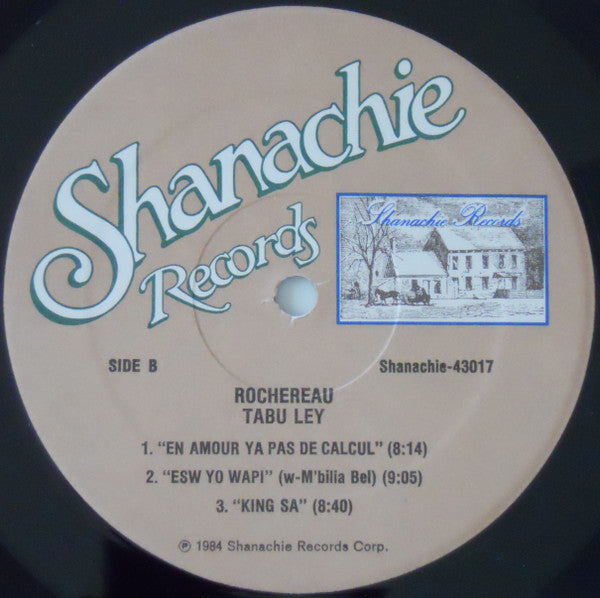 Shanachie
Records
Shanachie Records
SIDE B
Shanachie-43017
ROCHEREAU
TABU LEY
1. "EN AMOUR YA PAS DE CALCUL" (8:14)
2. "ESW YO WAPI" (w-M'bilia Bel) (9:05)
3. "KING SA" (8:40)
℗ 1984 Shanachie Records Corp.